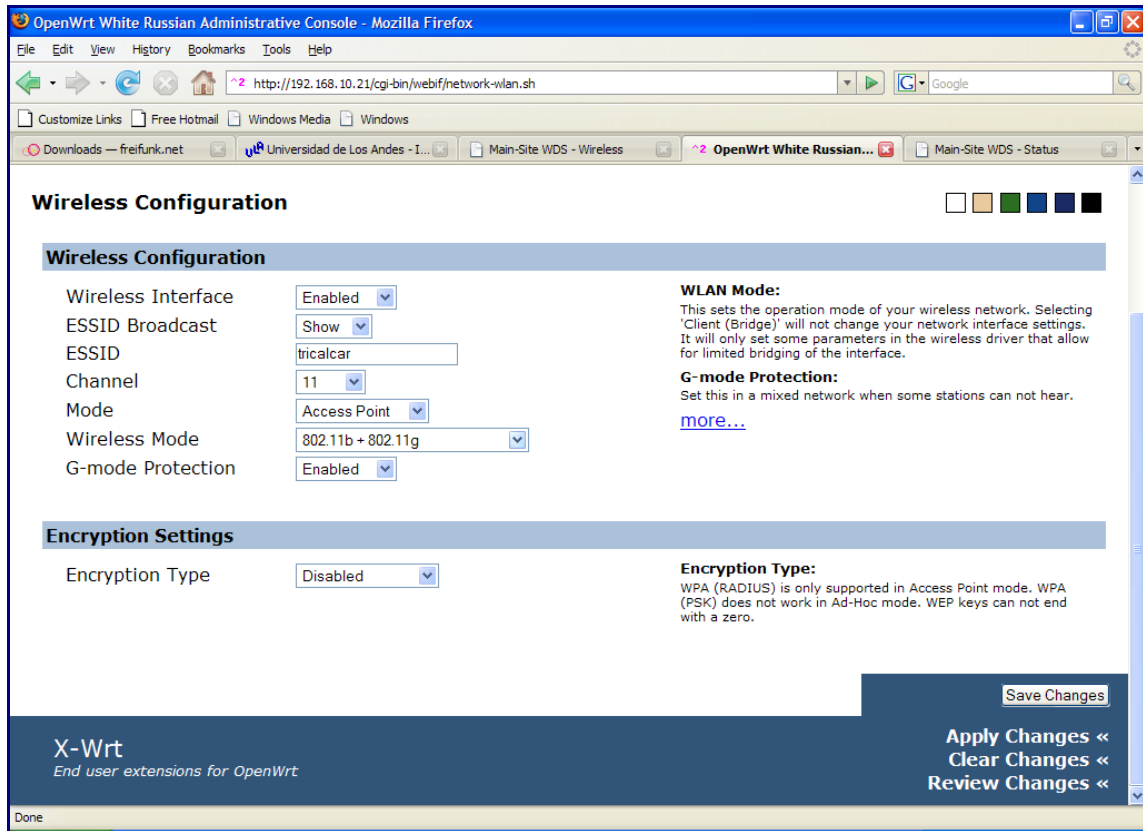 OpenWrt White Russian Administrative Console - Mozilla Firefox
File Edit View History Bookmarks Tools Help
^2 http://192.168.10.21/cgi-bin/webif/network-wlan.sh G Google
Customize Links Free Hotmail Windows Media Windows
Downloads — freifunk.net ULA Universidad de Los Andes - I... Main-Site WDS - Wireless ^2 OpenWrt White Russian... Main-Site WDS - Status
Wireless Configuration
Wireless Configuration
Wireless Interface Enabled
ESSID Broadcast Show
ESSID tricalcar
Channel 11
Mode Access Point
Wireless Mode 802.11b + 802.11g
G-mode Protection Enabled
WLAN Mode:
This sets the operation mode of your wireless network. Selecting
'Client (Bridge)' will not change your network interface settings.
It will only set some parameters in the wireless driver that allow
for limited bridging of the interface.
G-mode Protection:
Set this in a mixed network when some stations can not hear.
more...
Encryption Settings
Encryption Type Disabled
Encryption Type:
WPA (RADIUS) is only supported in Access Point mode. WPA
(PSK) does not work in Ad-Hoc mode. WEP keys can not end
with a zero.
Save Changes
X-Wrt
End user extensions for OpenWrt
Apply Changes «
Clear Changes «
Review Changes «
Done